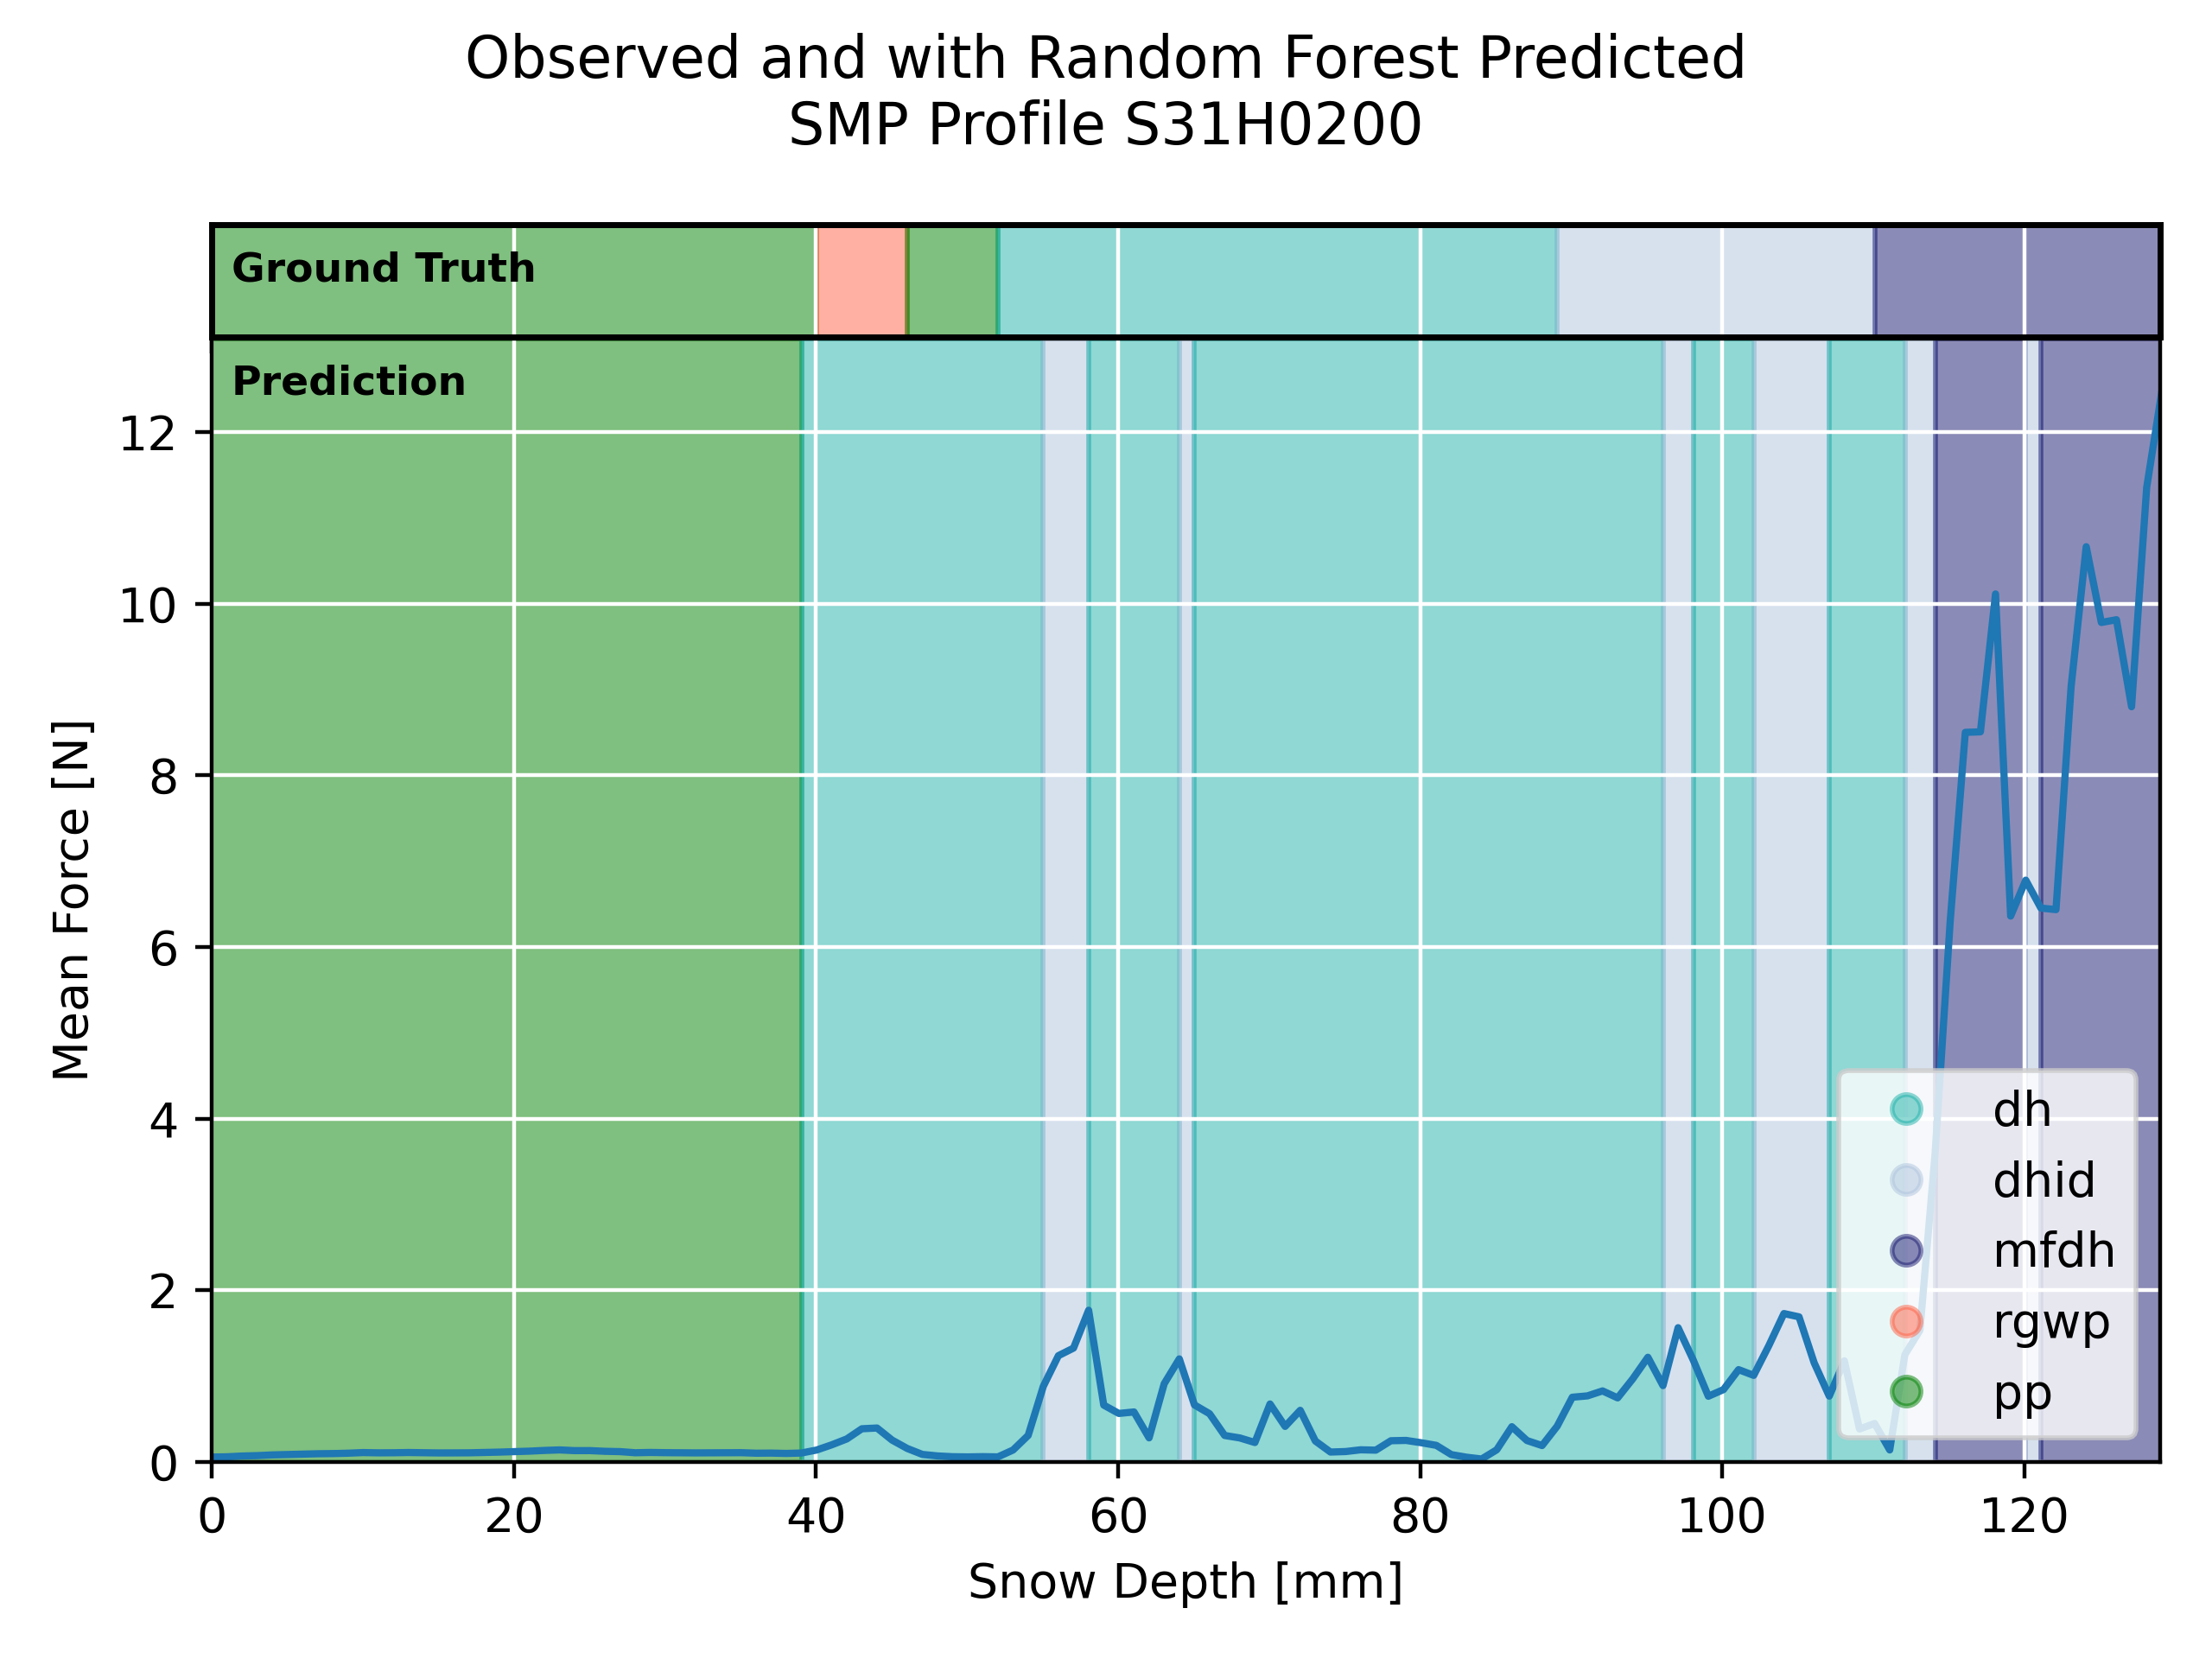 Observed and with Random Forest Predicted
SMP Profile S31H0200
Ground Truth
Prediction
12
10
8
6
4
2
0
Mean Force [N]
dh
dhid
mfdh
rgwp
pp
0 20 40 60 80 100 120
Snow Depth [mm]